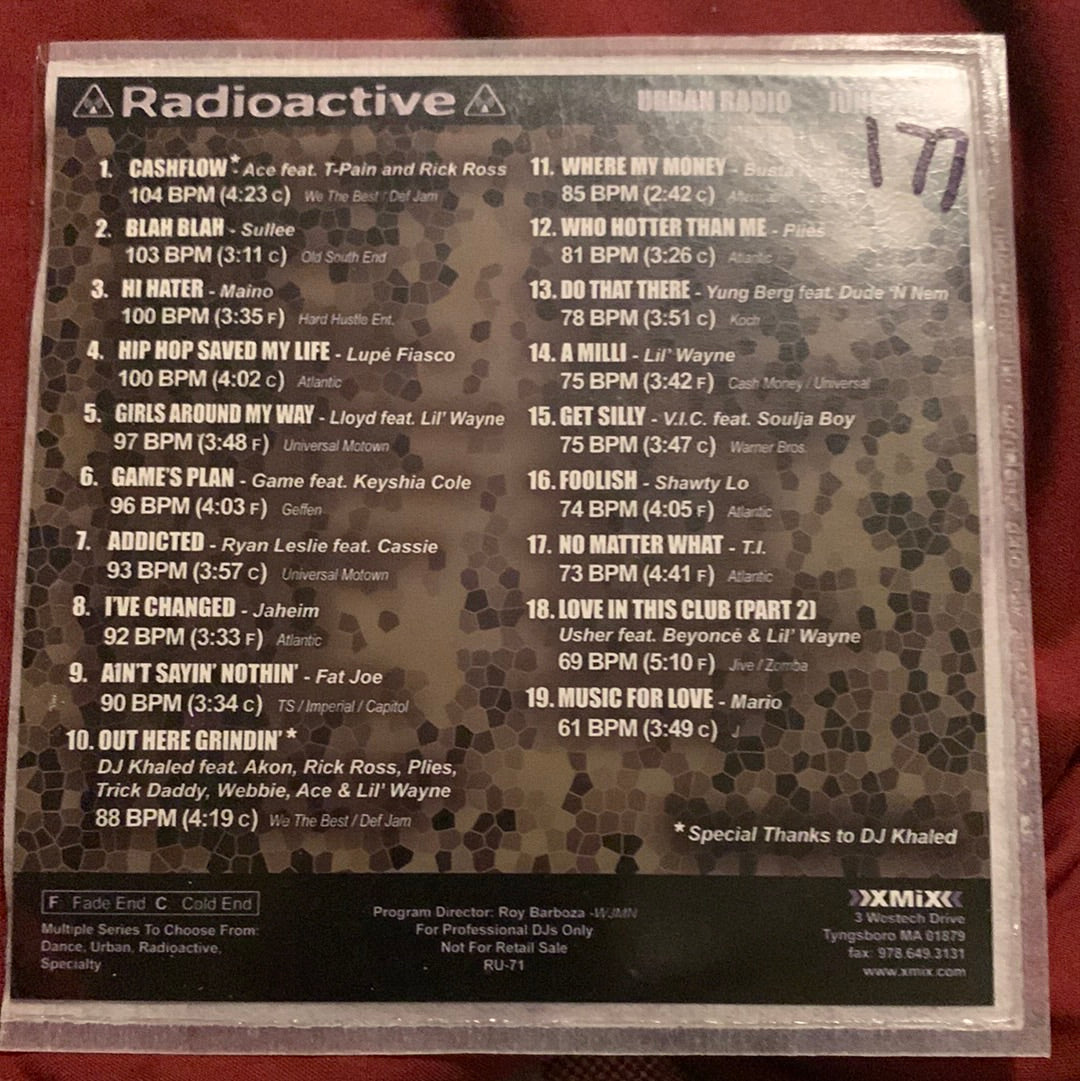 Radioactive
URBAN RADIO
177
1. CASHFLOW* - Ace feat. T-Pain and Rick Ross
104 BPM (4:23 C) We The Best / Def Jam
2. BLAH BLAH - Sullee
103 BPM (3:11 C) Old South End
3. HI HATER - Maino
100 BPM (3:35 F) Hard Hustle Ent.
4. HIP HOP SAVED MY LIFE - Lupé Fiasco
100 BPM (4:02 C) Atlantic
5. GIRLS AROUND MY WAY - Lloyd feat. Lil' Wayne
97 BPM (3:48 F) Universal Motown
6. GAME'S PLAN - Game feat. Keyshia Cole
96 BPM (4:03 F) Geffen
7. ADDICTED - Ryan Leslie feat. Cassie
93 BPM (3:57 C) Universal Motown
8. I'VE CHANGED - Jaheim
92 BPM (3:33 F) Atlantic
9. AIN'T SAYIN' NOTHIN' - Fat Joe
90 BPM (3:34 C) TS / Imperial / Capitol
10. OUT HERE GRINDIN'*
DJ Khaled feat. Akon, Rick Ross, Plies,
Trick Daddy, Webbie, Ace & Lil' Wayne
88 BPM (4:19 C) We The Best / Def Jam
11. WHERE MY MONEY - Busta
85 BPM (2:42 C)
12. WHO HOTTER THAN ME - Plies
81 BPM (3:26 C) Atlantic
13. DO THAT THERE - Yung Berg feat. Dude 'N Nem
78 BPM (3:51 C) Koch
14. A MILLI - Lil' Wayne
75 BPM (3:42 F) Cash Money / Universal
15. GET SILLY - V.I.C. feat. Soulja Boy
75 BPM (3:47 C) Warner Bros.
16. FOOLISH - Shawty Lo
74 BPM (4:05 F) Atlantic
17. NO MATTER WHAT - T.I.
73 BPM (4:41 F) Atlantic
18. LOVE IN THIS CLUB (PART 2)
Usher feat. Beyoncé & Lil' Wayne
69 BPM (5:10 F) Jive / Zomba
19. MUSIC FOR LOVE - Mario
61 BPM (3:49 C) J
*Special Thanks to DJ Khaled
F Fade End C Cold End
Multiple Series To Choose From:
Dance, Urban, Radioactive,
Specialty
Program Director: Roy Barboza -WJMN
For Professional DJs Only
Not For Retail Sale
RU-71
XMiX
3 Westech Drive
Tyngsboro MA 01879
fax: 978.649.3131
www.xmix.com